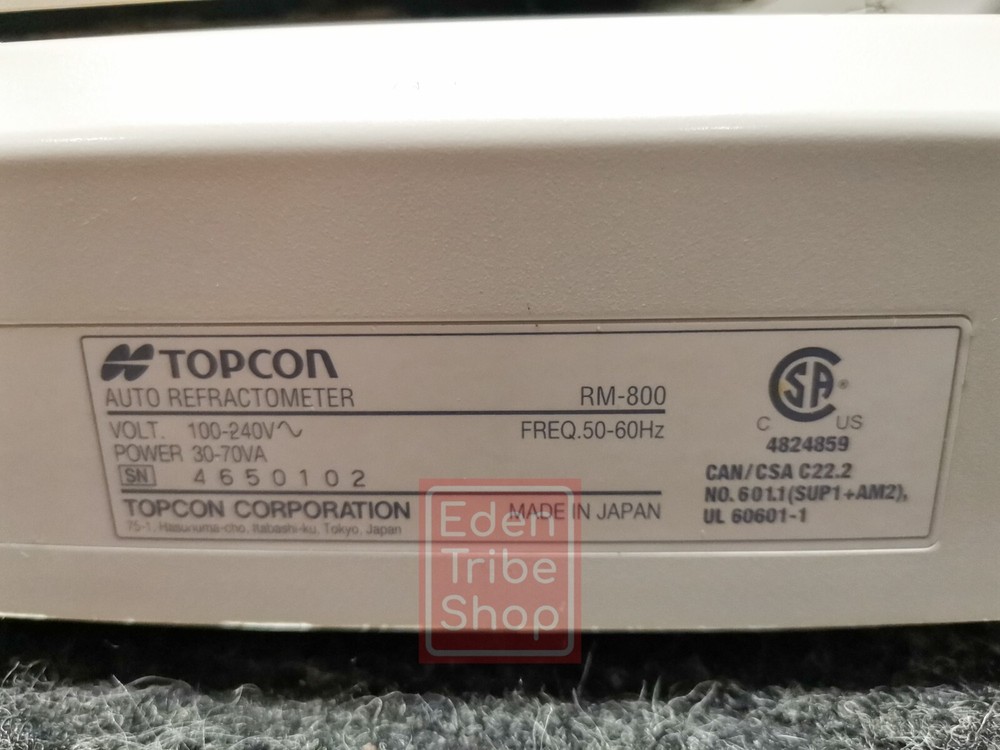 TOPCON
AUTO REFRACTOMETER RM-800
VOLT. 100-240V∿ FREQ.50-60Hz
POWER 30-70VA
SN 4650102
TOPCON CORPORATION MADE IN JAPAN
75-1, Hasunuma-cho, Itabashi-ku, Tokyo, Japan
CSA®
C US
4824859
CAN/CSA C22.2
NO.601.1(SUP1+AM2),
UL 60601-1
Eden
Tribe
Shop